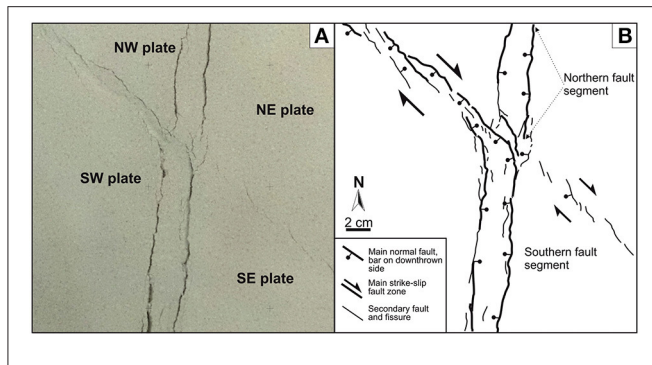 A
NW plate
NE plate
SW plate
SE plate
B
Northern fault
segment
N
2 cm
Southern fault
segment
Main normal fault,
bar on downthrown
side
Main strike-slip
fault zone
Secondary fault
and fissure